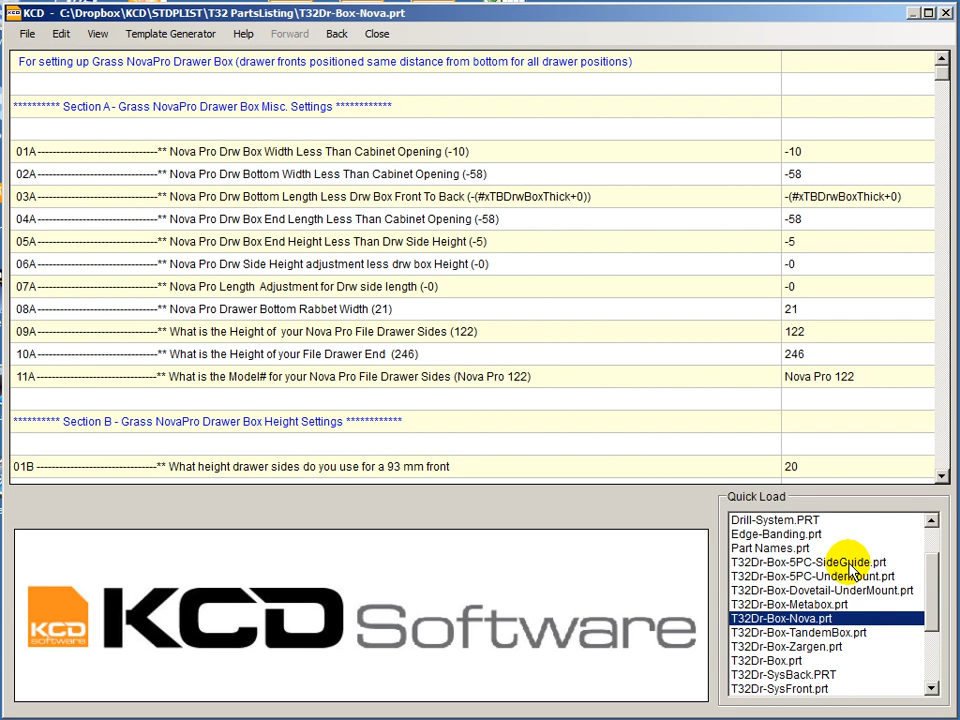 KCD - C:\Dropbox\KCD\STDPLIST\T32 PartsListing\T32Dr-Box-Nova.prt
File Edit View Template Generator Help Forward Back Close
For setting up Grass NovaPro Drawer Box (drawer fronts positioned same distance from bottom for all drawer positions)
********** Section A - Grass NovaPro Drawer Box Misc. Settings ************
01A--------------------------------** Nova Pro Drw Box Width Less Than Cabinet Opening (-10) -10
02A--------------------------------** Nova Pro Drw Bottom Width Less Than Cabinet Opening (-58) -58
03A--------------------------------** Nova Pro Drw Bottom Length Less Drw Box Front To Back (-(#xTBDrwBoxThick+0)) -(#xTBDrwBoxThick+0)
04A--------------------------------** Nova Pro Drw Box End Length Less Than Cabinet Opening (-58) -58
05A--------------------------------** Nova Pro Drw Box End Height Less Than Drw Side Height (-5) -5
06A--------------------------------** Nova Pro Drw Side Height adjustment less drw box Height (-0) -0
07A--------------------------------** Nova Pro Length Adjustment for Drw side length (-0) -0
08A--------------------------------** Nova Pro Drawer Bottom Rabbet Width (21) 21
09A--------------------------------** What is the Height of your Nova Pro File Drawer Sides (122) 122
10A--------------------------------** What is the Height of your File Drawer End (246) 246
11A--------------------------------** What is the Model# for your Nova Pro File Drawer Sides (Nova Pro 122) Nova Pro 122
********** Section B - Grass NovaPro Drawer Box Height Settings ************
01B --------------------------------** What height drawer sides do you use for a 93 mm front 20
KCD
SOFTWARE
KCD Software
Quick Load
Drill-System.PRT
Edge-Banding.prt
Part Names.prt
T32Dr-Box-5PC-SideGuide.prt
T32Dr-Box-5PC-UnderMount.prt
T32Dr-Box-Dovetail-UnderMount.prt
T32Dr-Box-Metabox.prt
T32Dr-Box-Nova.prt
T32Dr-Box-TandemBox.prt
T32Dr-Box-Zargen.prt
T32Dr-Box.prt
T32Dr-SysBack.PRT
T32Dr-SysFront.prt